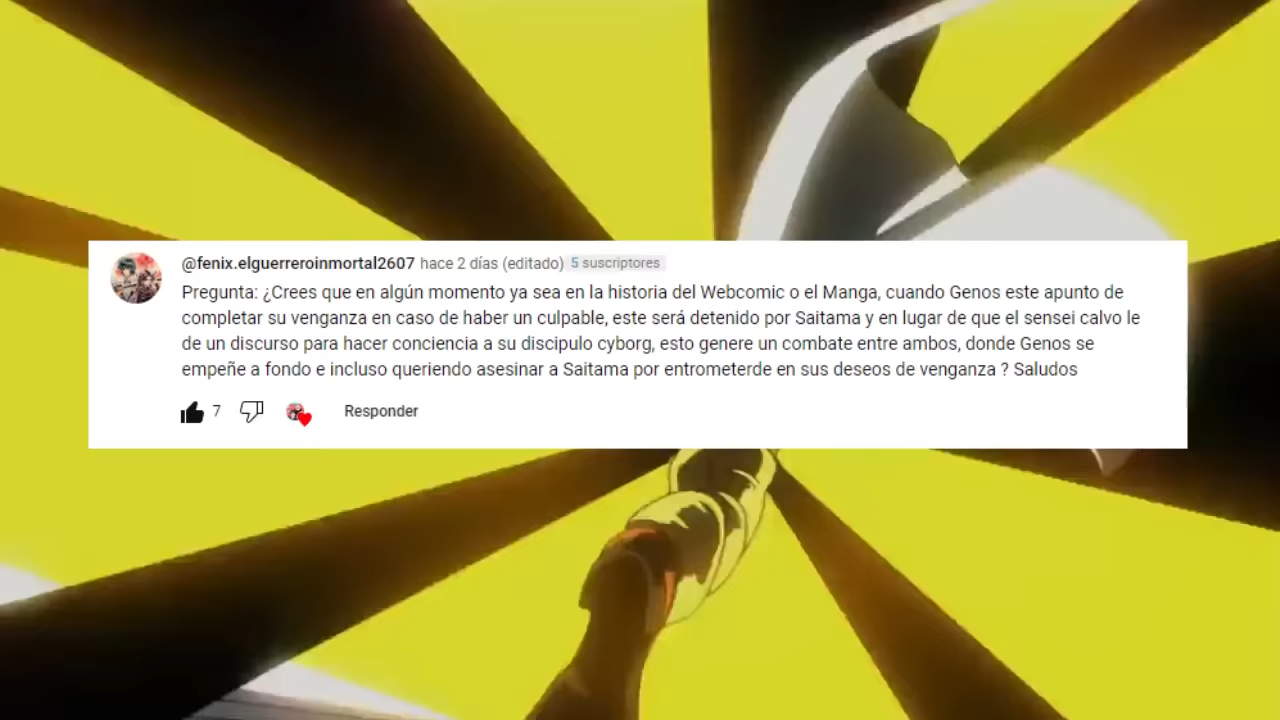 @fenix.elguerreroinmortal2607 hace 2 días (editado) 5 suscriptores
Pregunta: ¿Crees que en algún momento ya sea en la historia del Webcomic o el Manga, cuando Genos este apunto de
completar su venganza en caso de haber un culpable, este será detenido por Saitama y en lugar de que el sensei calvo le
de un discurso para hacer conciencia a su discipulo cyborg, esto genere un combate entre ambos, donde Genos se
empeñe a fondo e incluso queriendo asesinar a Saitama por entrometerde en sus deseos de venganza ? Saludos
7 Responder